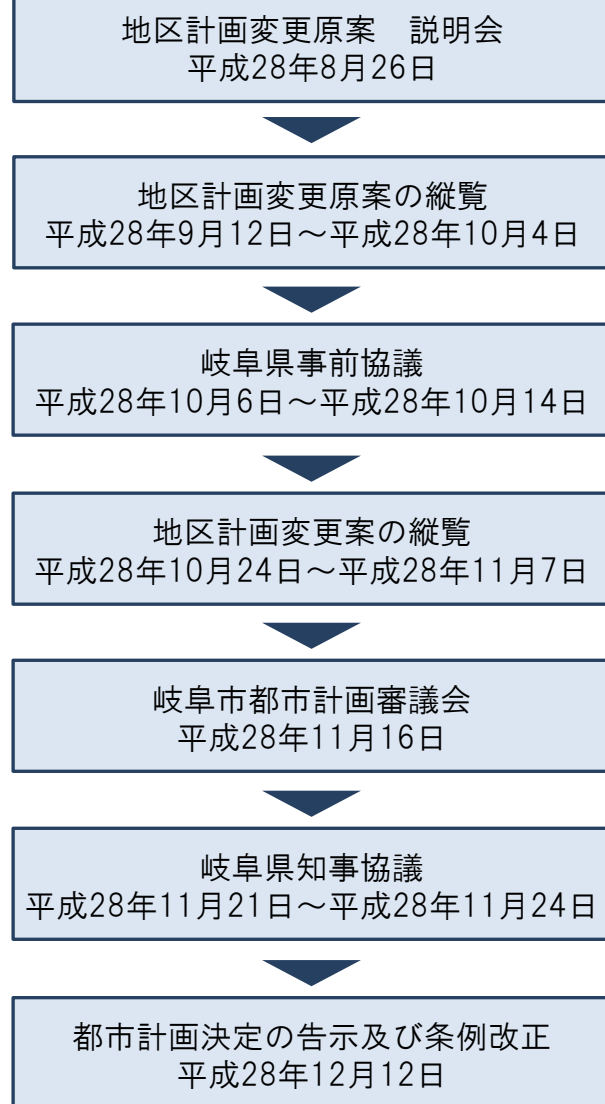 地区計画変更原案　説明会
平成28年8月26日
地区計画変更原案の縦覧
平成28年9月12日～平成28年10月4日
岐阜県事前協議
平成28年10月6日～平成28年10月14日
地区計画変更案の縦覧
平成28年10月24日～平成28年11月7日
岐阜市都市計画審議会
平成28年11月16日
岐阜県知事協議
平成28年11月21日～平成28年11月24日
都市計画決定の告示及び条例改正
平成28年12月12日